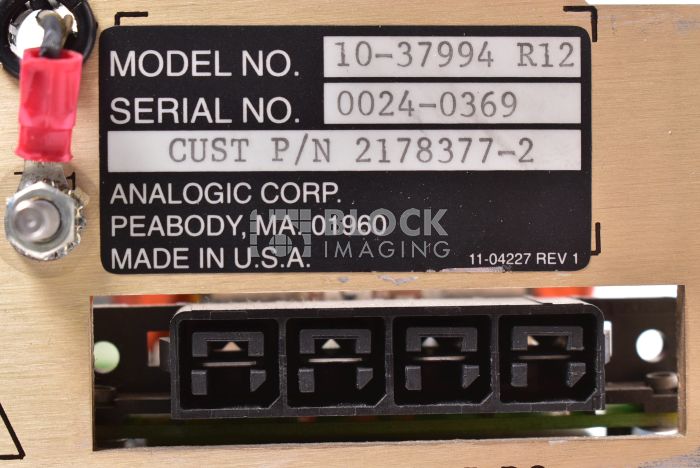 MODEL NO. 10-37994 R12
SERIAL NO. 0024-0369
CUST P/N 2178377-2
ANALOGIC CORP.
PEABODY, MA. 01960
MADE IN U.S.A.
11-04227 REV 1
BLOCK
IMAGING